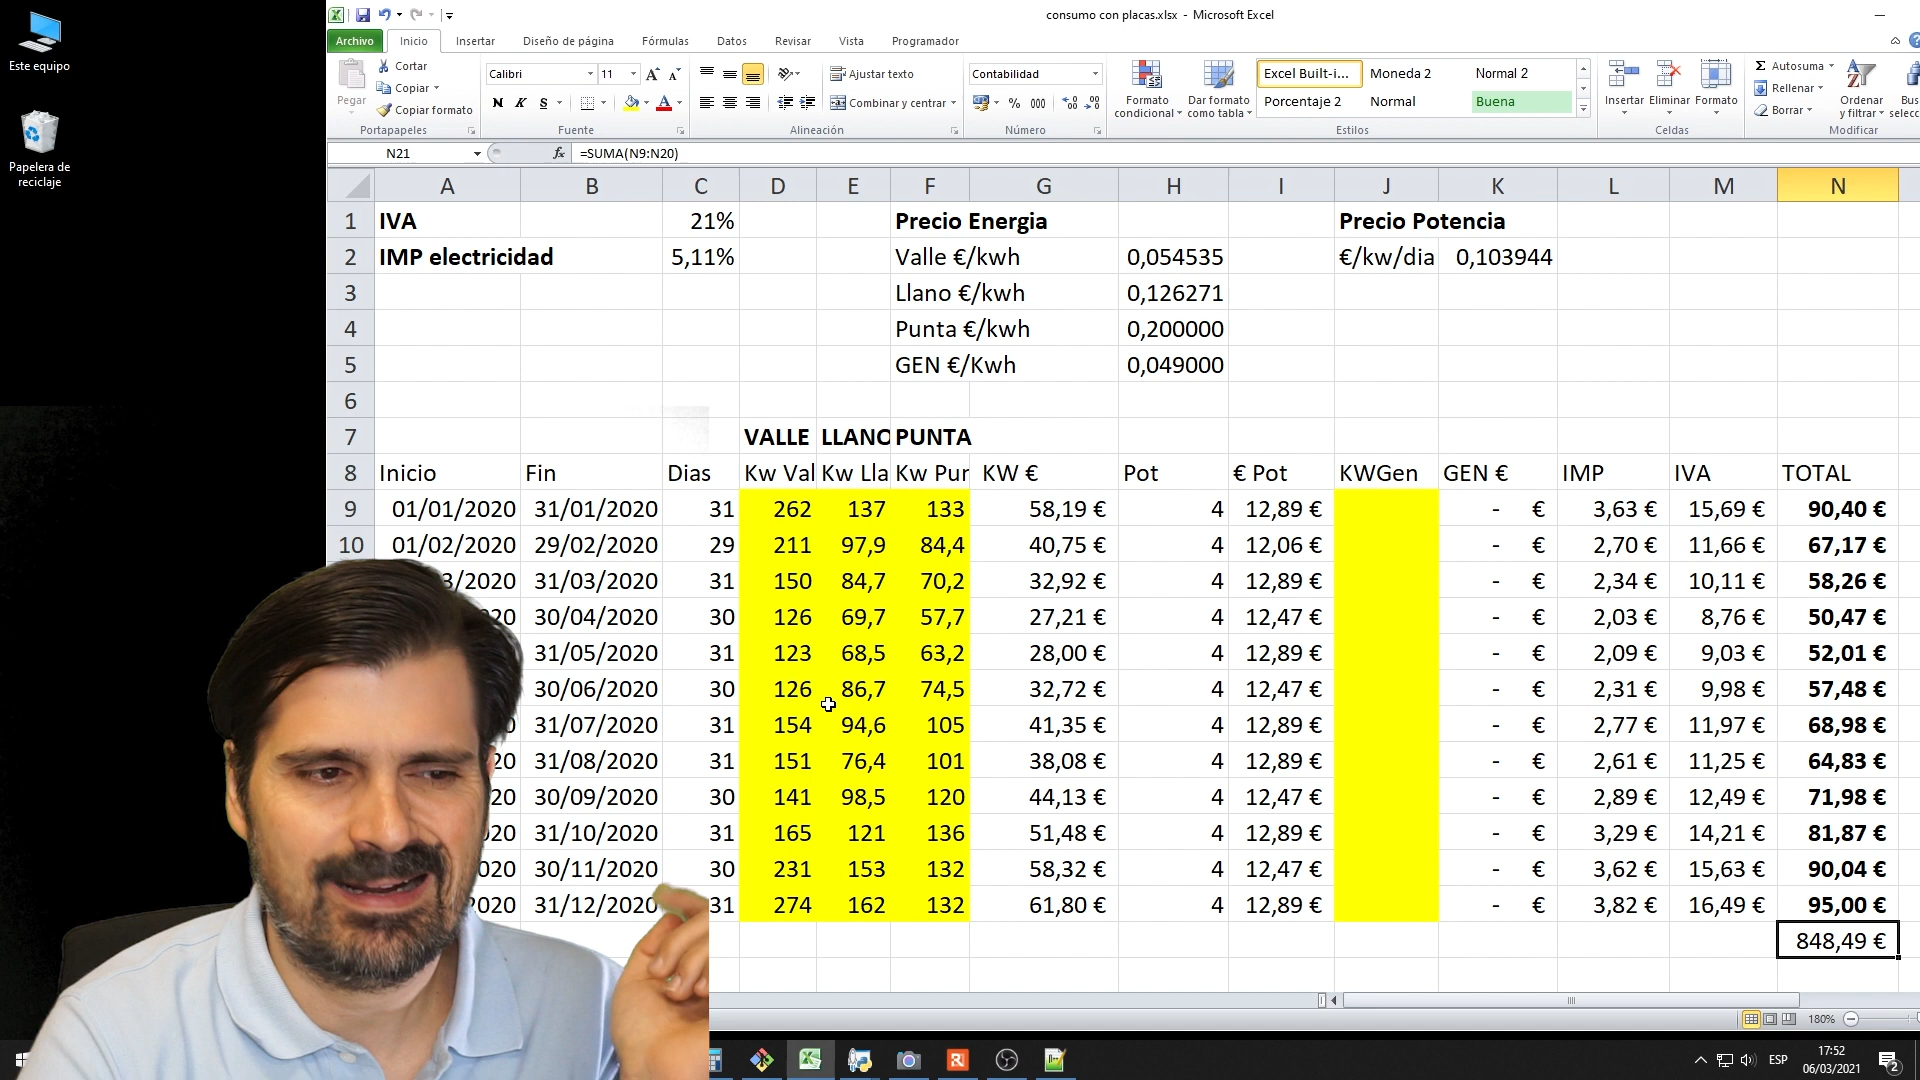 Este equipo
Papelera de
reciclaje
consumo con placas.xlsx - Microsoft Excel
Archivo Inicio Insertar Diseño de página Fórmulas Datos Revisar Vista Programador
Pegar
Cortar
Copiar
Copiar formato
Portapapeles
Calibri 11
N K S
Fuente
Ajustar texto
Combinar y centrar
Alineación
Contabilidad
% 000
Número
Formato
condicional
Dar formato
como tabla
Excel Built-i... Moneda 2 Normal 2
Porcentaje 2 Normal Buena
Estilos
Insertar Eliminar Formato
Celdas
Autosuma
Rellenar
Borrar
Ordenar
y filtrar
Bus
selecc
Modificar
N21 fx =SUMA(N9:N20)
A B C D E F G H I J K L M N
1 IVA 21% Precio Energia Precio Potencia
2 IMP electricidad 5,11% Valle €/kwh 0,054535 €/kw/dia 0,103944
3 Llano €/kwh 0,126271
4 Punta €/kwh 0,200000
5 GEN €/Kwh 0,049000
6
7 VALLE LLANO PUNTA
8 Inicio Fin Dias Kw Val Kw Lla Kw Pur KW € Pot € Pot KWGen GEN € IMP IVA TOTAL
9 01/01/2020 31/01/2020 31 262 137 133 58,19 € 4 12,89 € - € 3,63 € 15,69 € 90,40 €
10 01/02/2020 29/02/2020 29 211 97,9 84,4 40,75 € 4 12,06 € - € 2,70 € 11,66 € 67,17 €
3/2020 31/03/2020 31 150 84,7 70,2 32,92 € 4 12,89 € - € 2,34 € 10,11 € 58,26 €
20 30/04/2020 30 126 69,7 57,7 27,21 € 4 12,47 € - € 2,03 € 8,76 € 50,47 €
31/05/2020 31 123 68,5 63,2 28,00 € 4 12,89 € - € 2,09 € 9,03 € 52,01 €
30/06/2020 30 126 86,7 74,5 32,72 € 4 12,47 € - € 2,31 € 9,98 € 57,48 €
0 31/07/2020 31 154 94,6 105 41,35 € 4 12,89 € - € 2,77 € 11,97 € 68,98 €
20 31/08/2020 31 151 76,4 101 38,08 € 4 12,89 € - € 2,61 € 11,25 € 64,83 €
20 30/09/2020 30 141 98,5 120 44,13 € 4 12,47 € - € 2,89 € 12,49 € 71,98 €
020 31/10/2020 31 165 121 136 51,48 € 4 12,89 € - € 3,29 € 14,21 € 81,87 €
020 30/11/2020 30 231 153 132 58,32 € 4 12,47 € - € 3,62 € 15,63 € 90,04 €
2020 31/12/2020 31 274 162 132 61,80 € 4 12,89 € - € 3,82 € 16,49 € 95,00 €
848,49 €
180%
ESP
17:52
06/03/2021
2